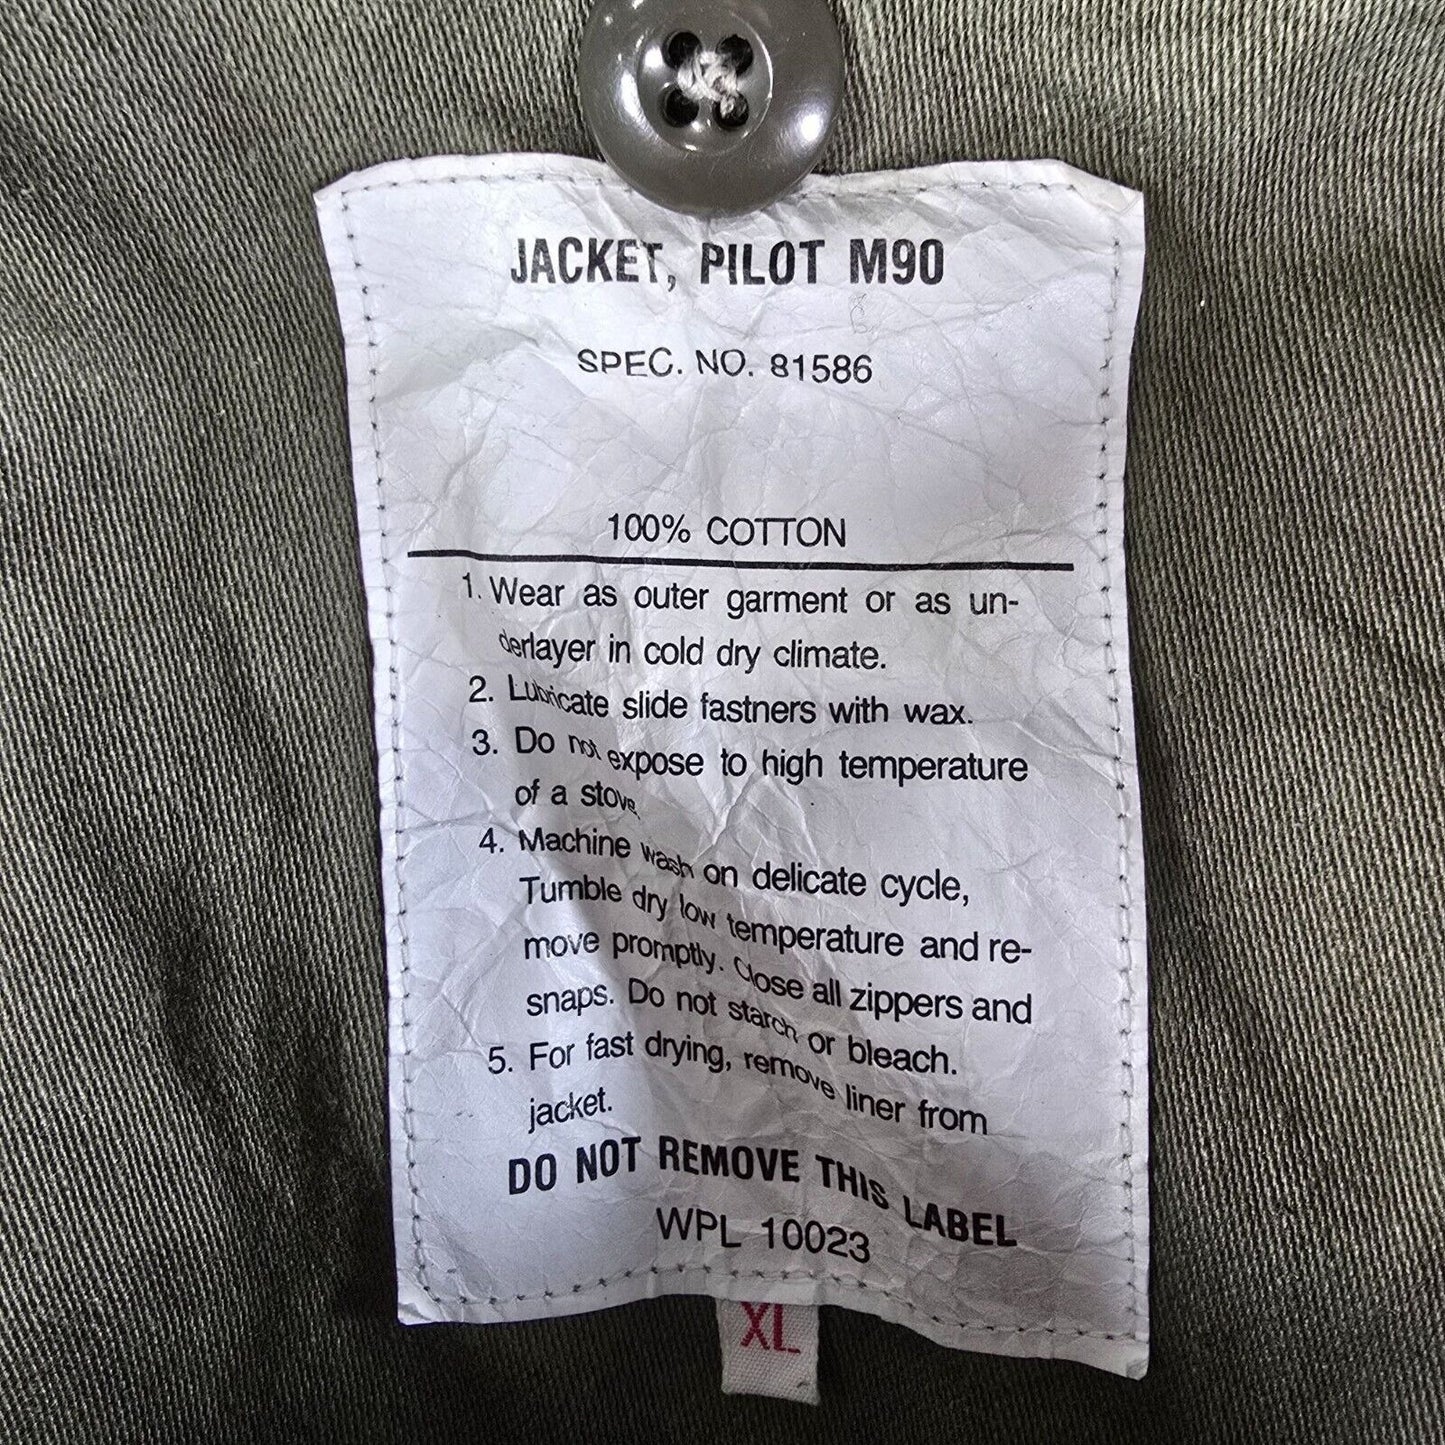 JACKET, PILOT M90
SPEC. NO. 81586
100% COTTON
1. Wear as outer garment or as un-
derlayer in cold dry climate.
2. Lubricate slide fastners with wax.
3. Do not expose to high temperature
of a stove.
4. Machine wash on delicate cycle,
Tumble dry low temperature and re-
move promptly. Close all zippers and
snaps. Do not starch or bleach.
5. For fast drying, remove liner from
jacket.
DO NOT REMOVE THIS LABEL
WPL 10023
XL